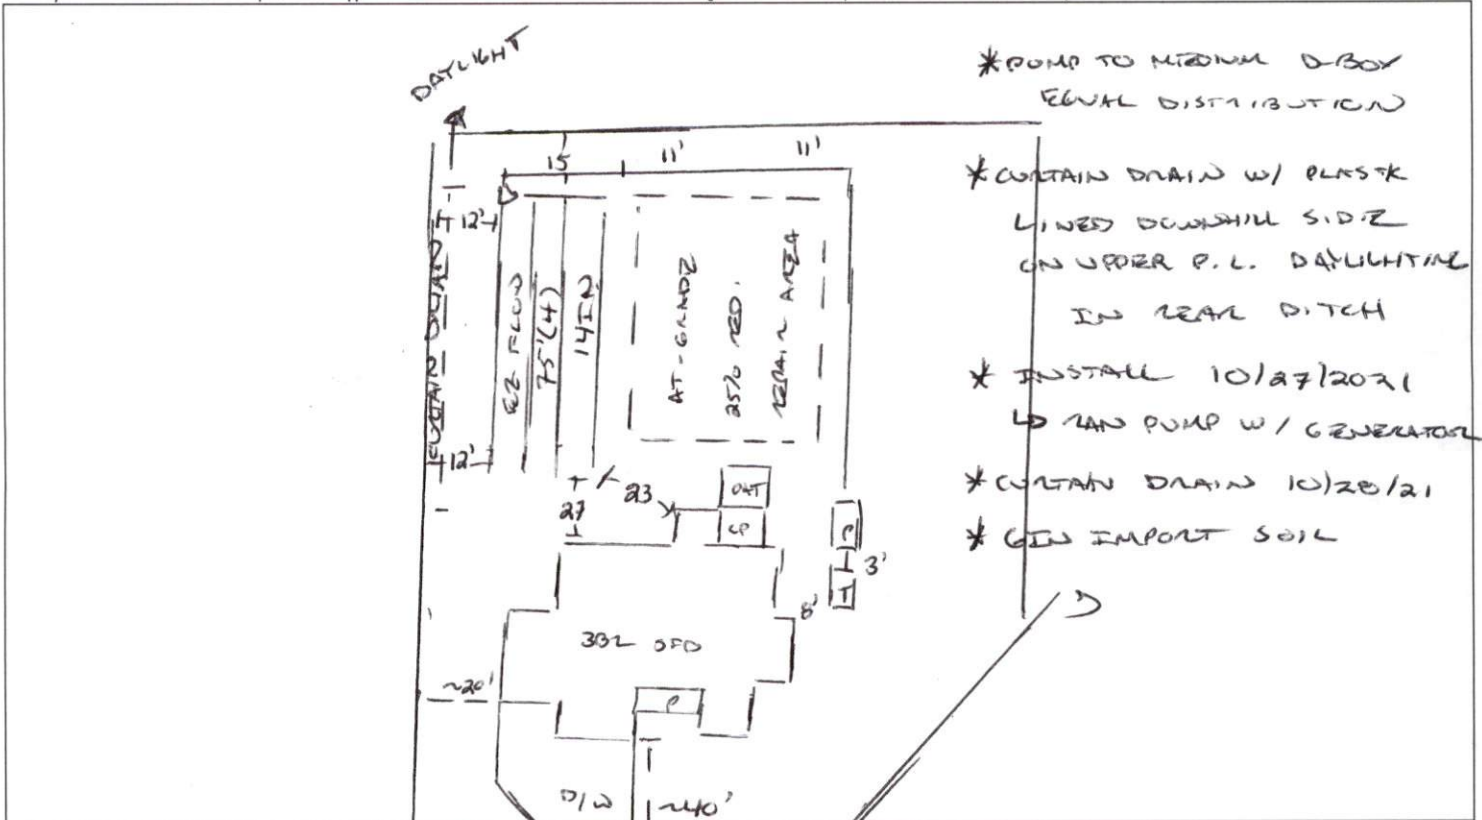 DAYLIGHT
* PUMP TO MEDIUM D-BOX
EQUAL DISTRIBUTION
15 11' 11'
* CURTAIN DRAIN W/ PLASTIC
LINED DOWNHILL SIDE
ON UPPER P.L. DAYLIGHTING
IN REAR DITCH
12'
CURTAIN DRAIN
EZ FLOW
75'(4)
14IN
AT-GRADE
25% RED.
REPAIR AREA
* INSTALL 10/27/2021
RAN PUMP W/ GENERATOR
12'
23
27
CP
* CURTAIN DRAIN 10/28/21
* 6IN IMPORT SOIL
P
3'
T
8'
3BR SFD
~20'
P
D/W
~40'